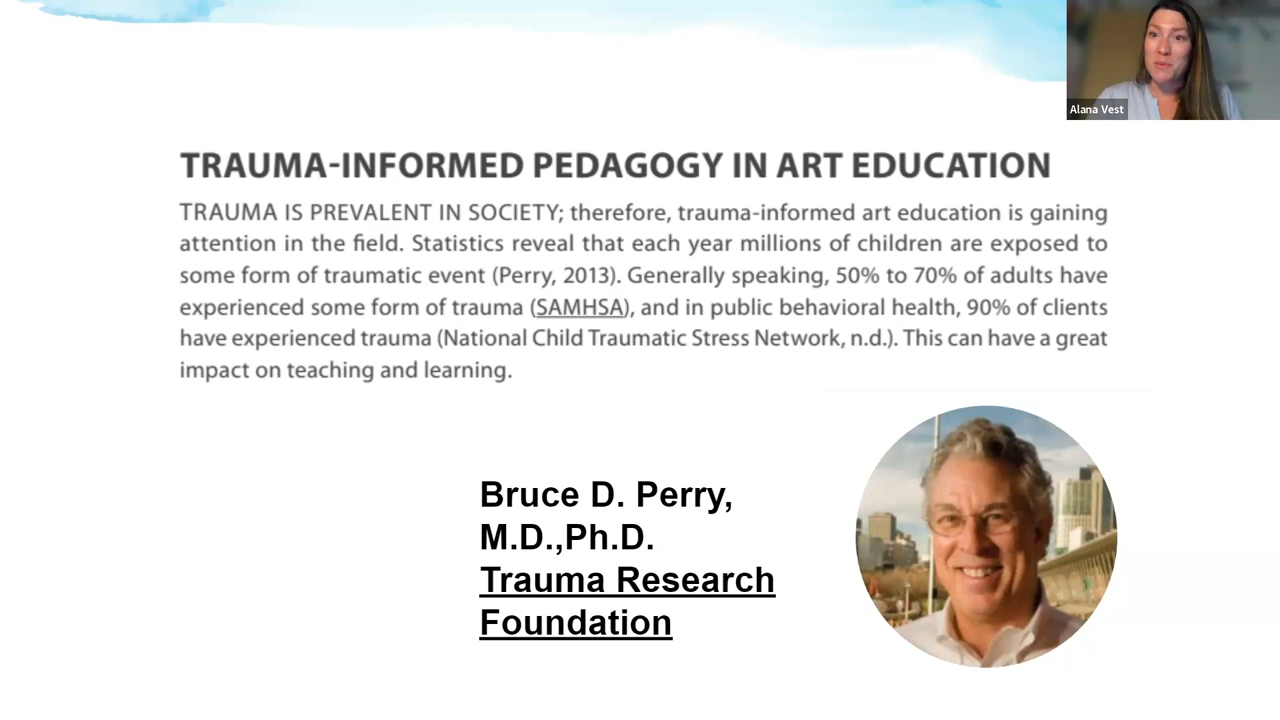 Alana Vest
TRAUMA-INFORMED PEDAGOGY IN ART EDUCATION
TRAUMA IS PREVALENT IN SOCIETY; therefore, trauma-informed art education is gaining
attention in the field. Statistics reveal that each year millions of children are exposed to
some form of traumatic event (Perry, 2013). Generally speaking, 50% to 70% of adults have
experienced some form of trauma (SAMHSA), and in public behavioral health, 90% of clients
have experienced trauma (National Child Traumatic Stress Network, n.d.). This can have a great
impact on teaching and learning.
Bruce D. Perry,
M.D.,Ph.D.
Trauma Research
Foundation